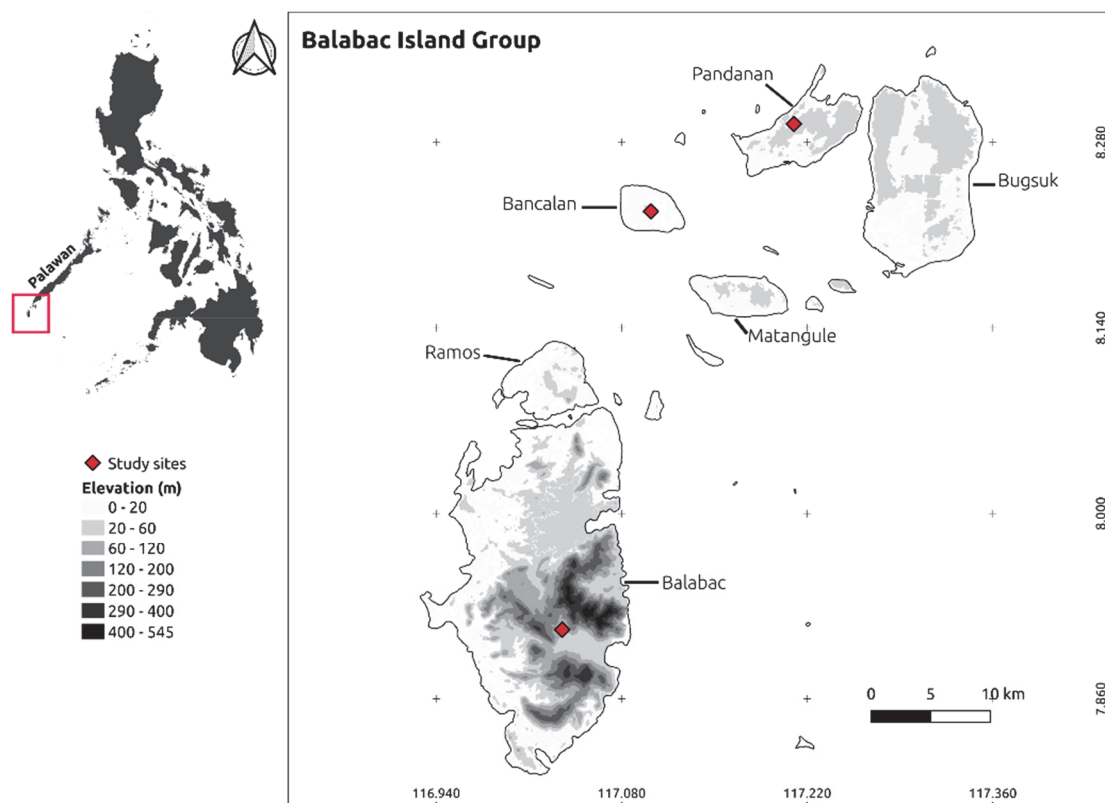 Balabac Island Group
Palawan
Pandanan
Bugsuk
Bancalan
Matangule
Ramos
Balabac
Study sites
Elevation (m)
0 - 20
20 - 60
60 - 120
120 - 200
200 - 290
290 - 400
400 - 545
8.280
8.140
8.000
7.860
0 5 10 km
116.940 117.080 117.220 117.360